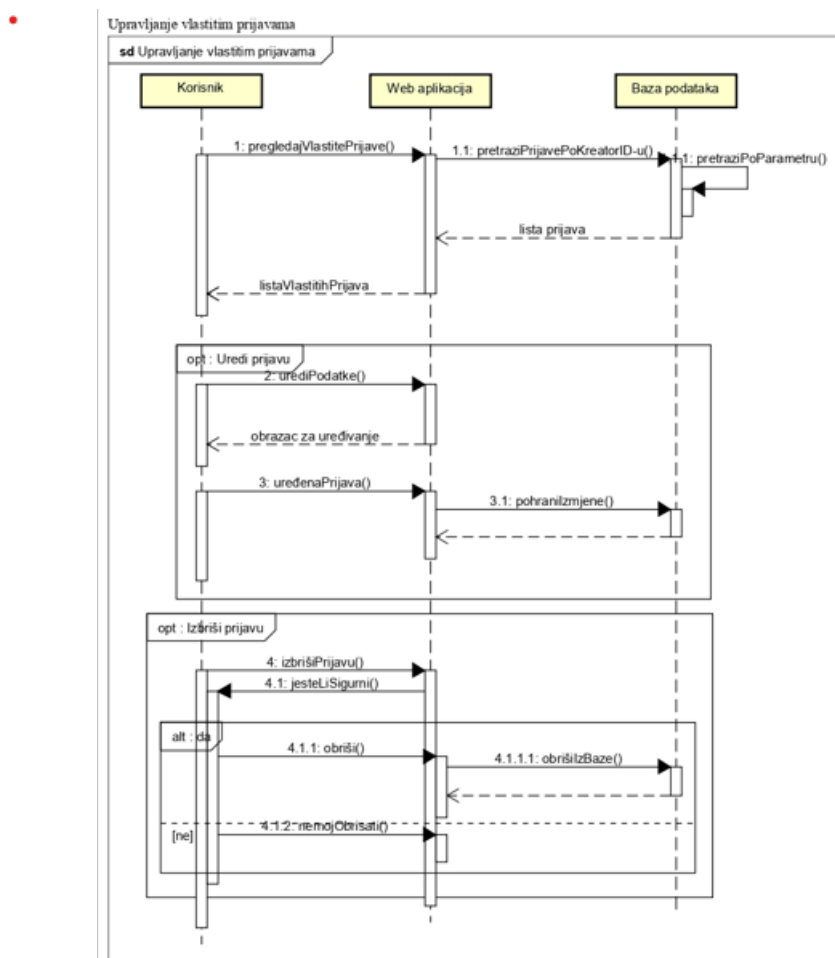 Upravljanje vlastitim prijavama
sd Upravljanje vlastitim prijavama
Korisnik
Web aplikacija
Baza podataka
1: pregledajVlastitePrijave()
1.1: pretraziPrijavePoKreatorID-u()
1.1: pretraziPoParametru()
lista prijava
listaVlastitihPrijava
opt : Uredi prijavu
2: urediPodatke()
obrazac za uređivanje
3: uređenaPrijava()
3.1: pohraniIzmjene()
opt : Izbriši prijavu
4: izbrišiPrijavu()
4.1: jesteLiSigurni()
alt : da
4.1.1: obriši()
4.1.1.1: obrišiIzBaze()
[ne]
4.1.2: nemojObrisati()